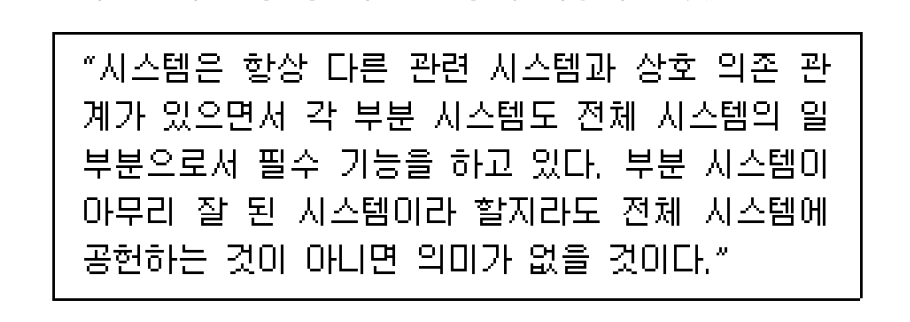 “시스템은 항상 다른 관련 시스템과 상호 의존 관
계가 있으면서 각 부분 시스템도 전체 시스템의 일
부분으로서 필수 기능을 하고 있다. 부분 시스템이
아무리 잘 된 시스템이라 할지라도 전체 시스템에
공헌하는 것이 아니면 의미가 없을 것이다.”